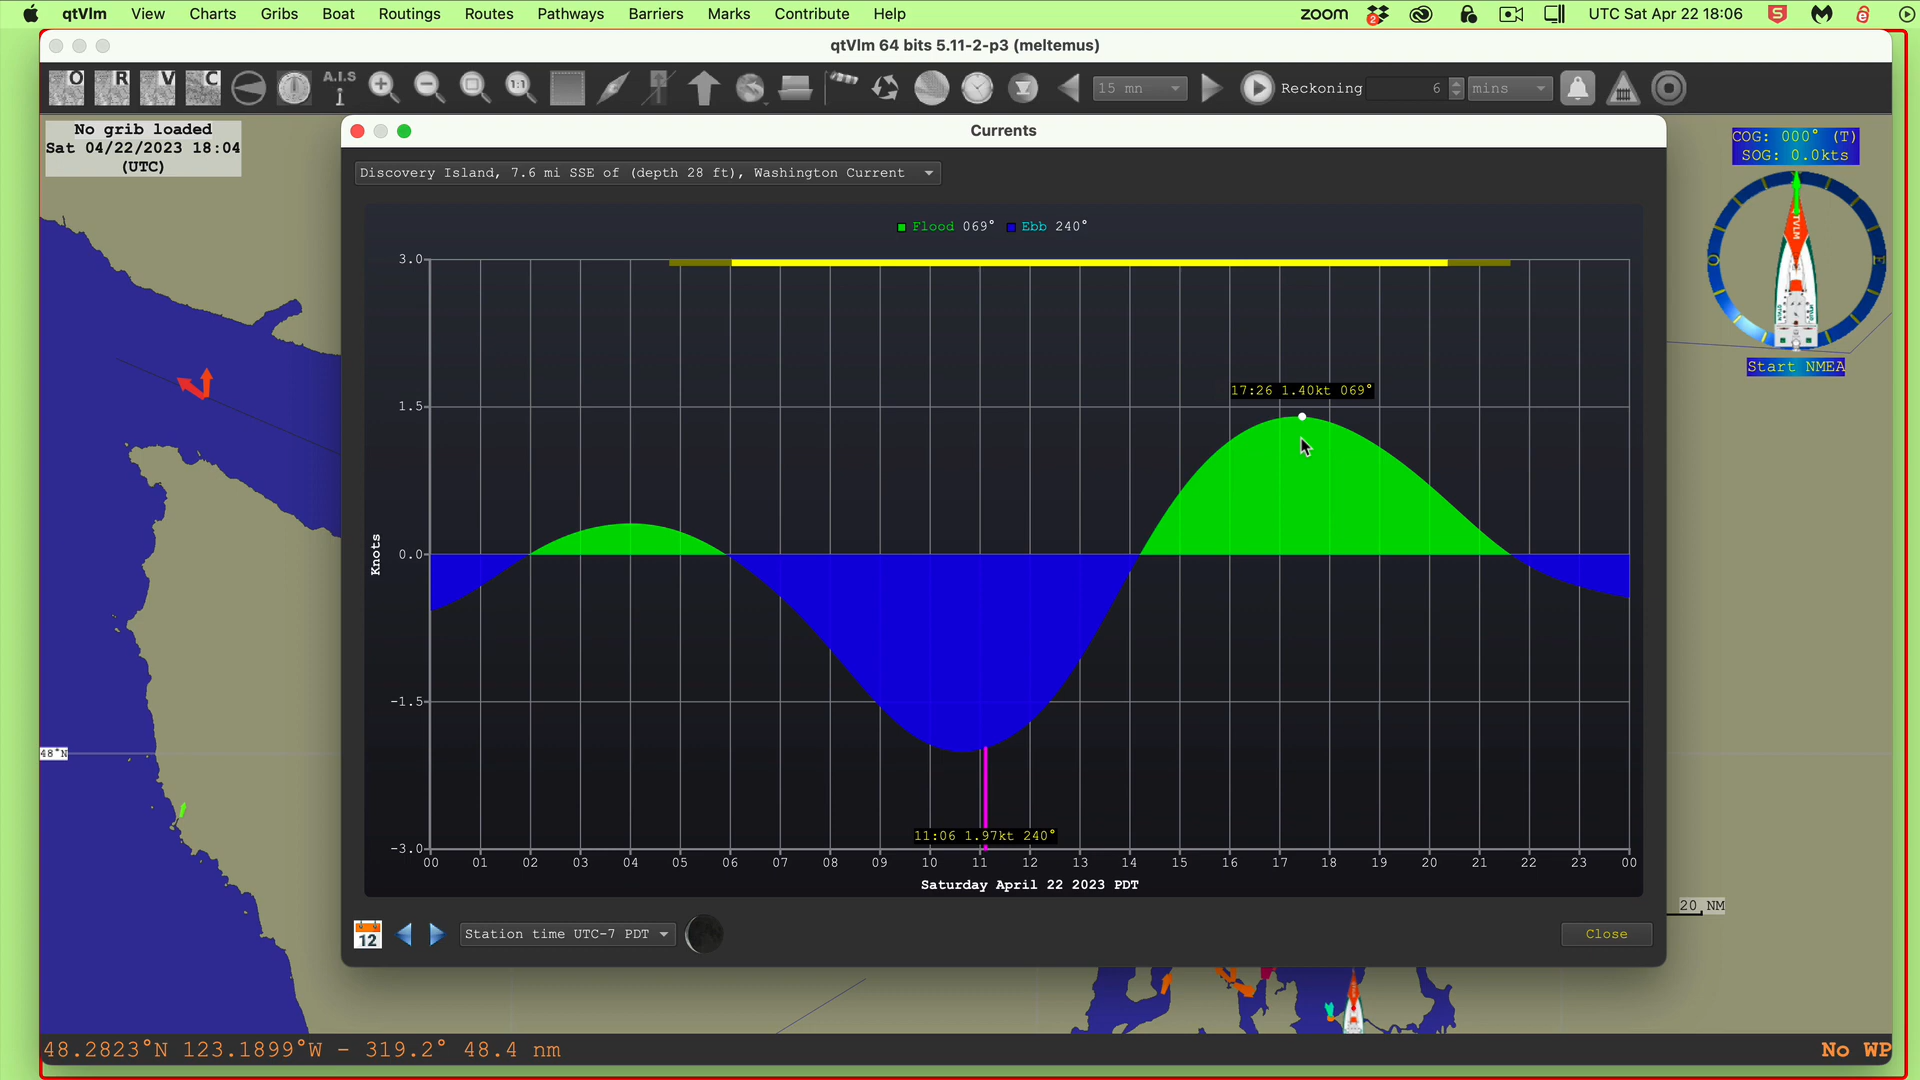 qtVlm View Charts Gribs Boat Routings Routes Pathways Barriers Marks Contribute Help zoom 2 UTC Sat Apr 22 18:06 S
qtVlm 64 bits 5.11-2-p3 (meltemus)
O R V C A.I.S 1:1 15 mn Reckoning 6 mins
No grib loaded
Sat 04/22/2023 18:04
(UTC)
Currents
COG: 000° (T)
SOG: 0.0kts
Discovery Island, 7.6 mi SSE of (depth 28 ft), Washington Current
Flood 069° Ebb 240°
3.0
Start NMEA
17:26 1.40kt 069°
1.5
Knots
0.0
-1.5
48°N
11:06 1.97kt 240°
-3.0
00 01 02 03 04 05 06 07 08 09 10 11 12 13 14 15 16 17 18 19 20 21 22 23 00
Saturday April 22 2023 PDT
20 NM
12 Station time UTC-7 PDT Close
48.2823°N 123.1899°W - 319.2° 48.4 nm No WP